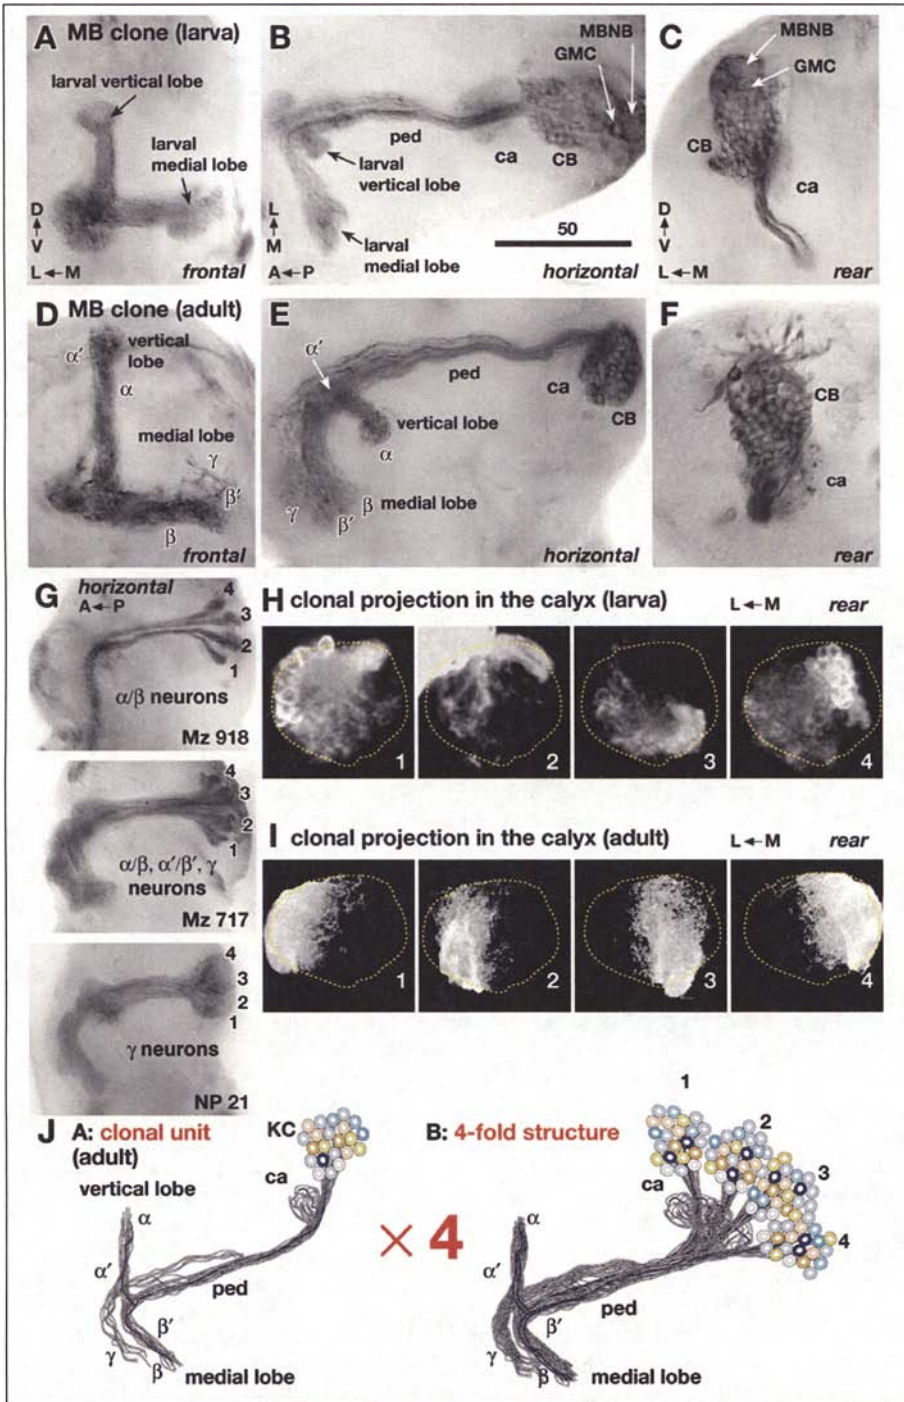 A MB clone (larva)
larval vertical lobe
larval medial lobe
D
V
L ← M
frontal
B
MBNB
GMC
ped
ca
CB
larval vertical lobe
larval medial lobe
L
M
A ← P
50
horizontal
C
MBNB
GMC
CB
ca
D
V
L ← M
rear
D MB clone (adult)
α′
vertical lobe
α
medial lobe
γ
β′
β
frontal
E
α′
ped
ca
CB
vertical lobe
α
γ
β′
β
medial lobe
horizontal
F
CB
ca
rear
G
horizontal
A ← P
4
3
2
1
α/β neurons
Mz 918
4
3
2
1
α/β, α′/β′, γ
neurons
Mz 717
4
3
2
1
γ neurons
NP 21
H clonal projection in the calyx (larva)
L ← M
rear
1
2
3
4
I clonal projection in the calyx (adult)
L ← M
rear
1
2
3
4
J
A: clonal unit
(adult)
KC
ca
vertical lobe
α
α′
ped
β′
γ
β
medial lobe
× 4
B: 4-fold structure
1
2
3
4
ca
α
α′
ped
γ
β′
β
medial lobe